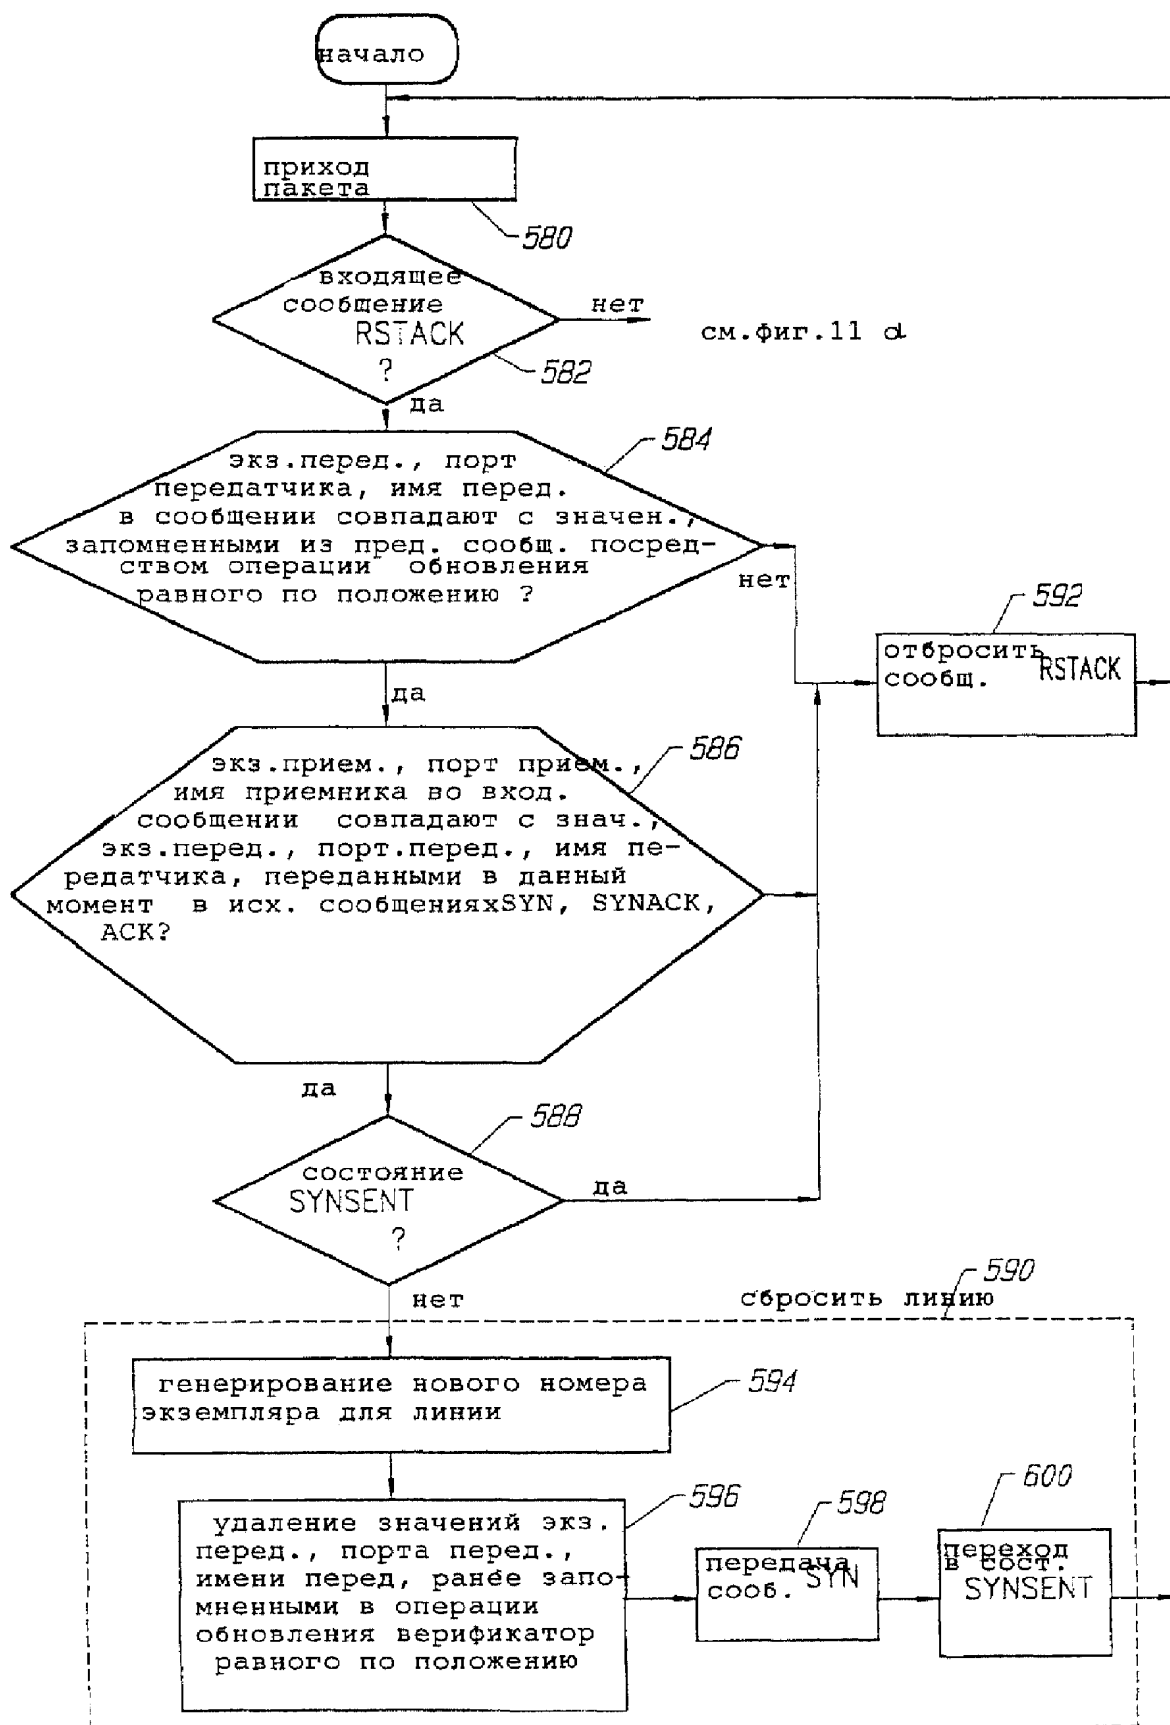 начало
приход
пакета
580
входящее
сообщение
RSTACK
?
нет
см.фиг.11 d
582
да
584
экз.перед., порт
передатчика, имя перед.
в сообщении совпадают с значен.,
запомненными из пред. сообщ. посред-
ством операции обновления
равного по положению ?
нет
592
отбросить
сообщ. RSTACK
да
586
экз.прием., порт прием.,
имя приемника во вход.
сообщении совпадают с знач.,
экз.перед., порт.перед., имя пе-
редатчика, переданными в данный
момент в исх. сообщенияхSYN, SYNACK,
ACK?
да
588
состояние
SYNSENT
?
да
нет
590
сбросить линию
генерирование нового номера
экземпляра для линии
594
596
удаление значений экз.
перед., порта перед.,
имени перед, ранее запо-
мненными в операции
обновления верификатор
равного по положению
598
передача
сооб. SYN
600
переход
в сост.
SYNSENT